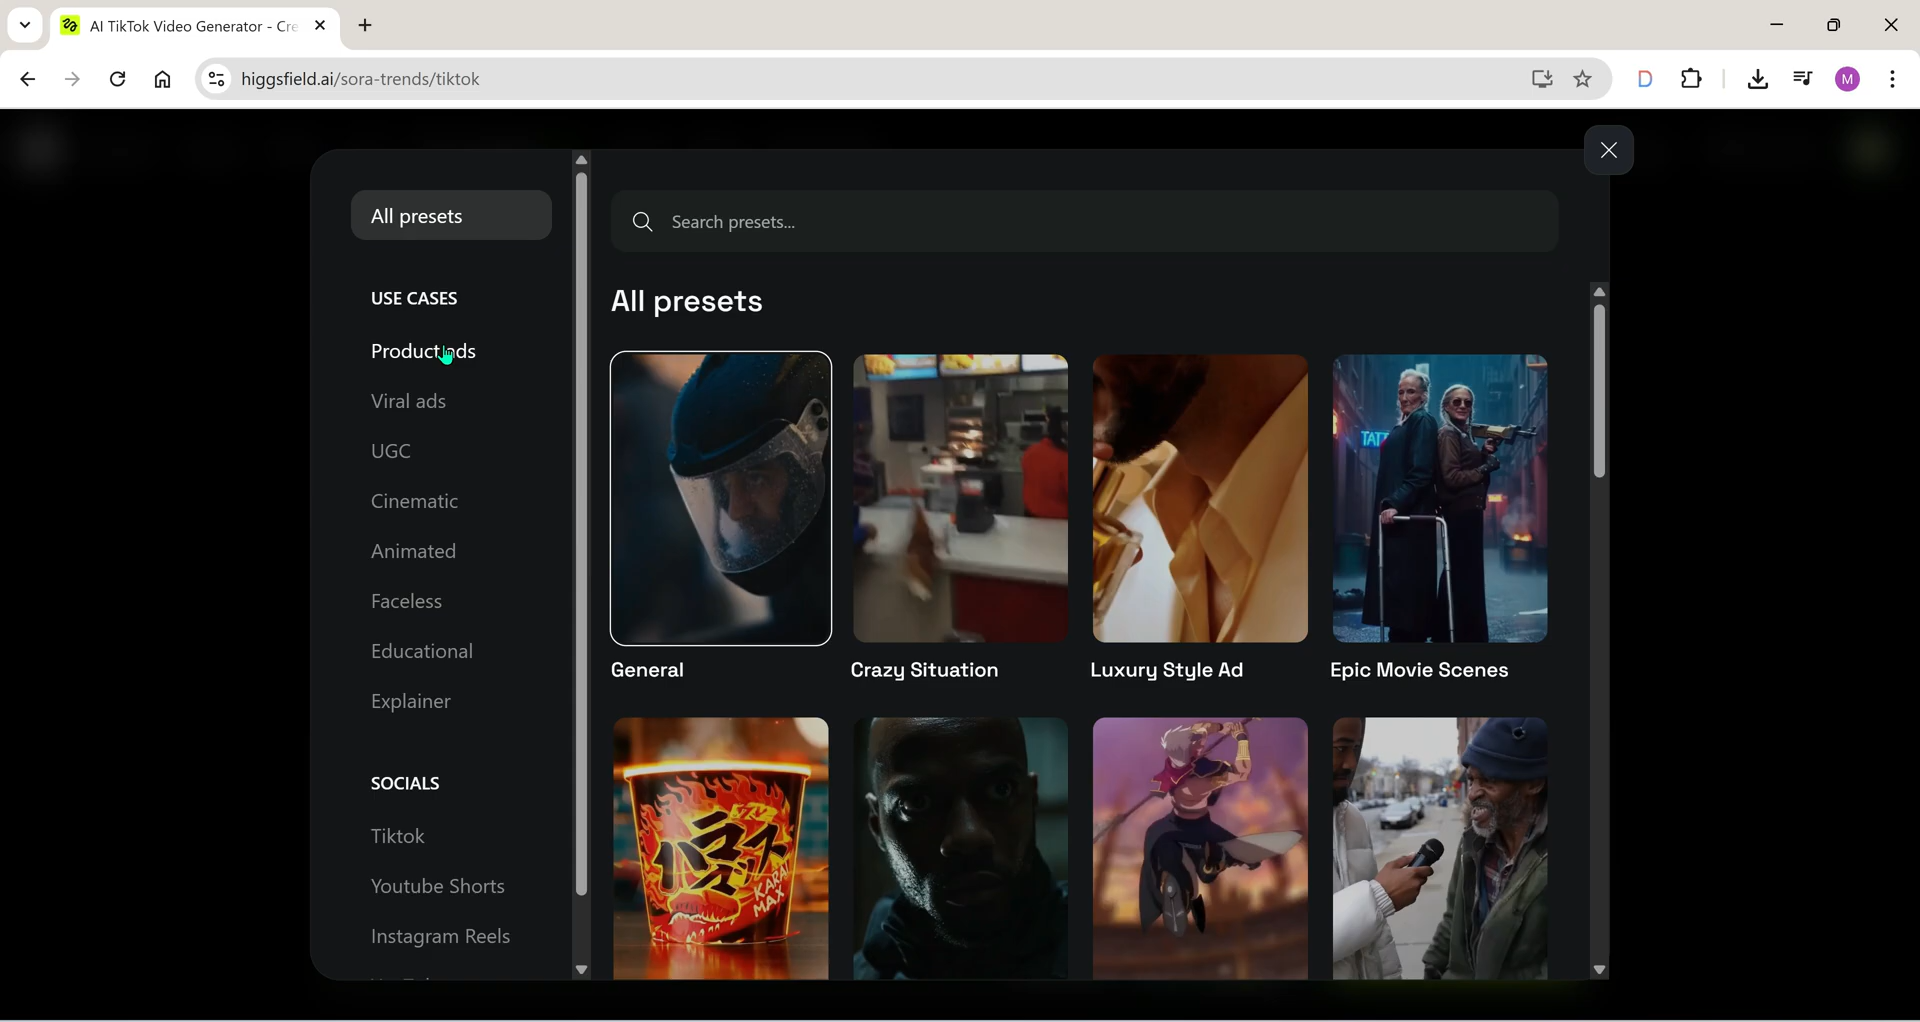 AI TikTok Video Generator - Cre
higgsfield.ai/sora-trends/tiktok
D
M
All presets
USE CASES
Product ads
Viral ads
UGC
Cinematic
Animated
Faceless
Educational
Explainer
SOCIALS
Tiktok
Youtube Shorts
Instagram Reels
Search presets...
All presets
TATT
General
Crazy Situation
Luxury Style Ad
Epic Movie Scenes
KARA
MAX